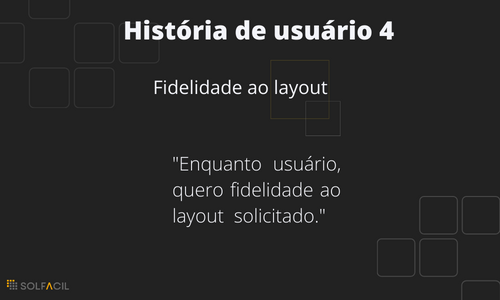 História de usuário 4
Fidelidade ao layout
"Enquanto usuário,
quero fidelidade ao
layout solicitado."
SOLFACIL